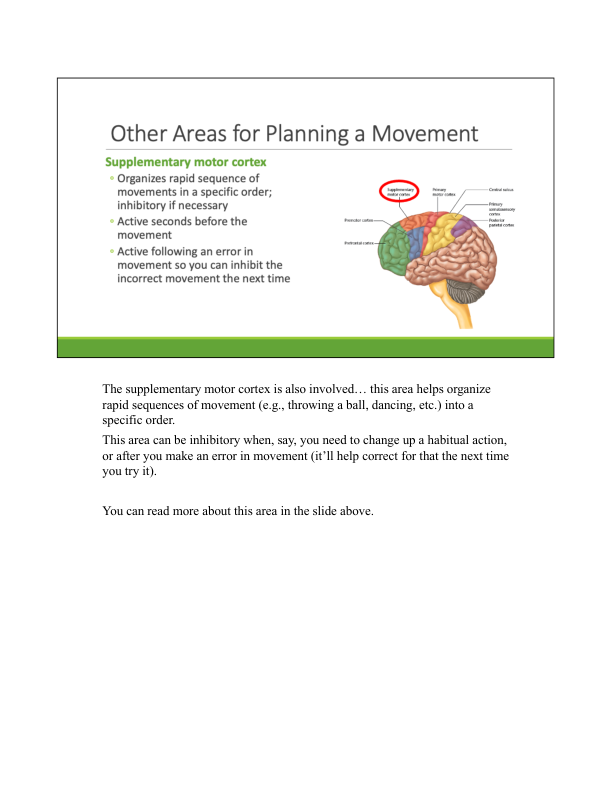 Other Areas for Planning a Movement
Supplementary motor cortex
Organizes rapid sequence of
movements in a specific order;
inhibitory if necessary
Active seconds before the
movement
Active following an error in
movement so you can inhibit the
incorrect movement the next time
Supplementary
motor cortex
Primary
motor cortex
Central sulcus
Primary
somatosensory
cortex
Posterior
parietal cortex
Premotor cortex
Prefrontal cortex
The supplementary motor cortex is also involved… this area helps organize
rapid sequences of movement (e.g., throwing a ball, dancing, etc.) into a
specific order.
This area can be inhibitory when, say, you need to change up a habitual action,
or after you make an error in movement (it’ll help correct for that the next time
you try it).
You can read more about this area in the slide above.